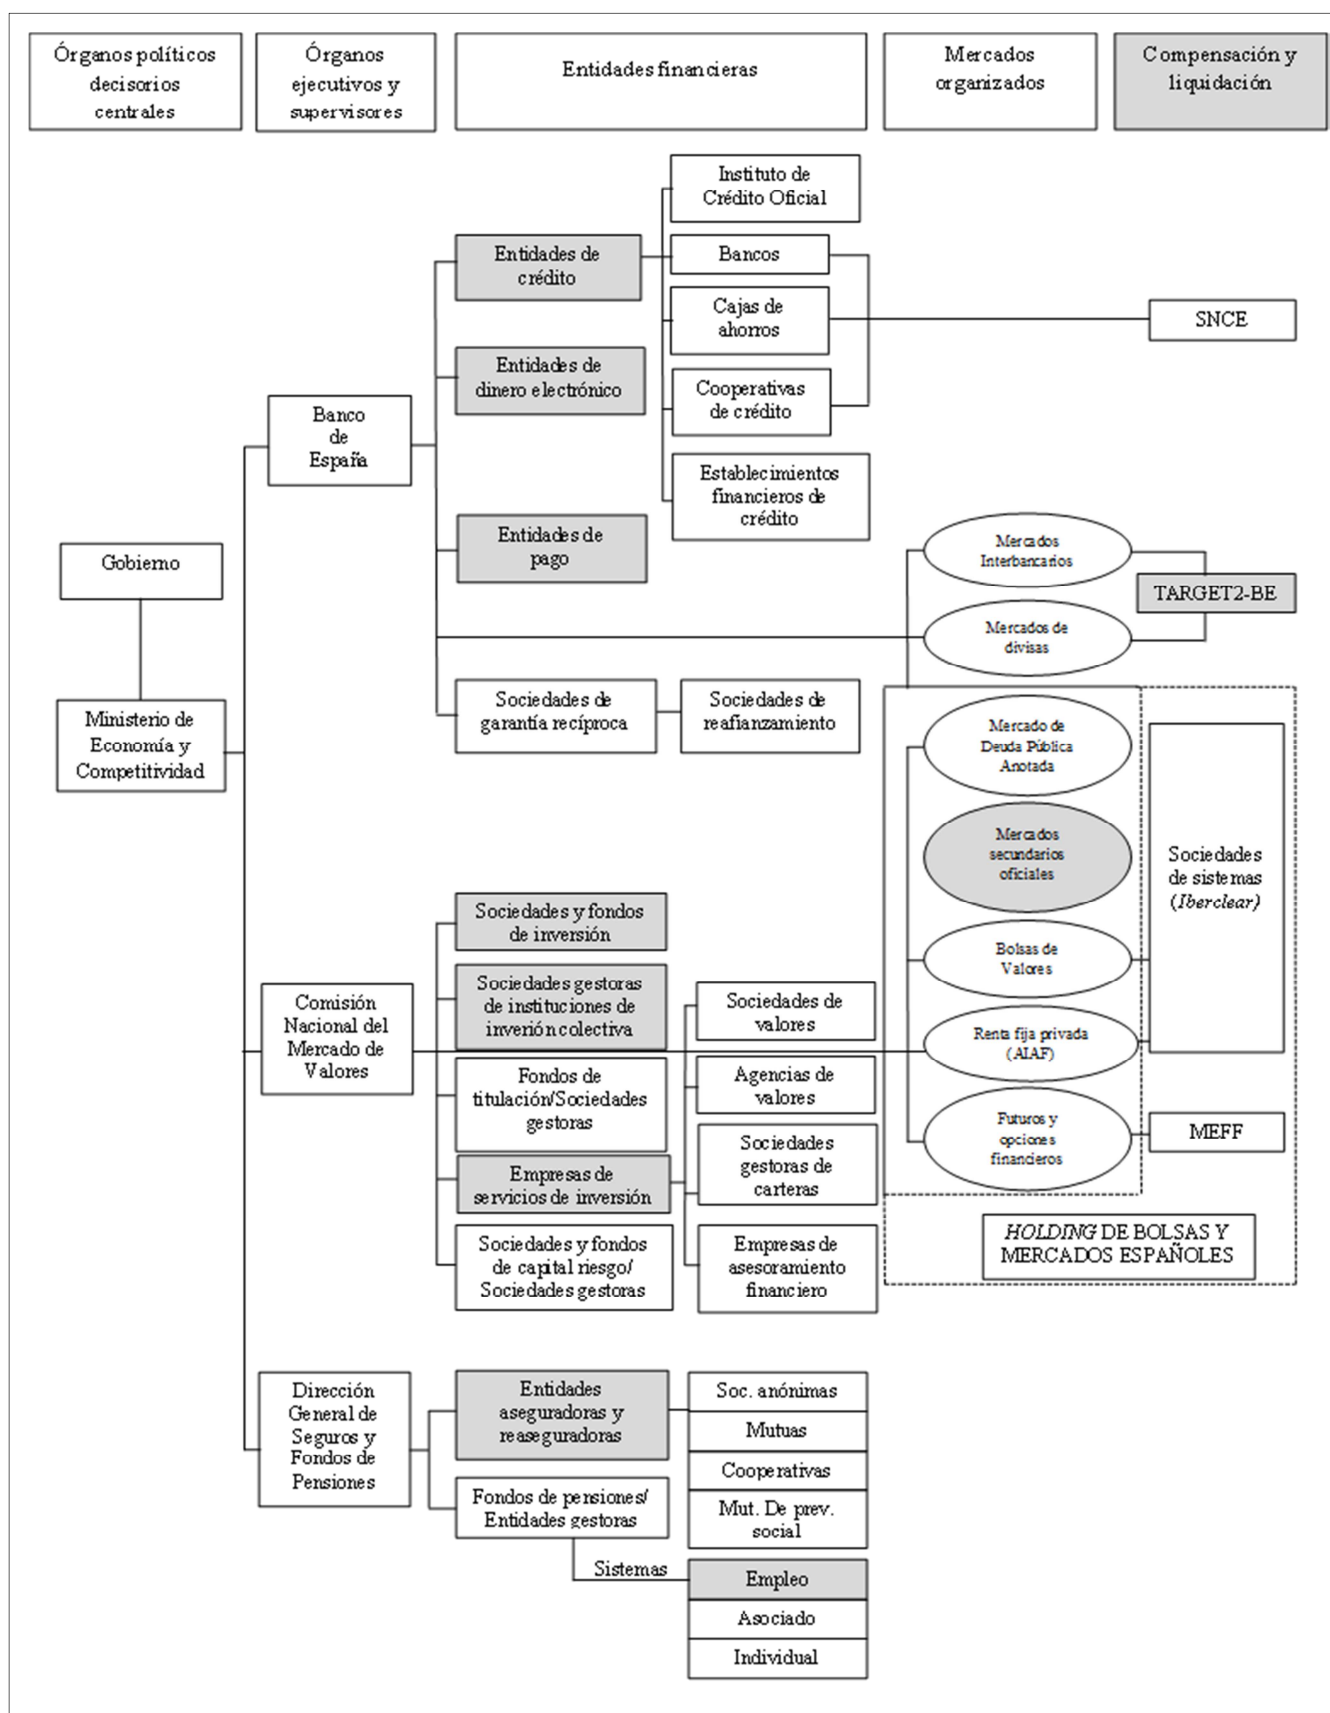 Órganos políticos
decisorios
centrales
Órganos
ejecutivos y
supervisores
Entidades financieras
Mercados
organizados
Compensación y
liquidación
Instituto de
Crédito Oficial
Entidades de
crédito
Bancos
Cajas de
ahorros
SNCE
Entidades de
dinero electrónico
Cooperativas
de crédito
Banco
de
España
Establecimientos
financieros de
crédito
Entidades de
pago
Gobierno
Mercados
Interbancarios
TARGET2-BE
Mercados de
divisas
Ministerio de
Economía y
Competitividad
Sociedades de
garantía recíproca
Sociedades de
reafianzamiento
Mercado de
Deuda Pública
Anotada
Mercados
secundarios
oficiales
Sociedades
de sistemas
(Iberclear)
Sociedades y fondos
de inversión
Bolsas de
Valores
Comisión
Nacional del
Mercado de
Valores
Sociedades gestoras
de instituciones de
inverión colectiva
Sociedades de
valores
Renta fija privada
(AIAF)
Fondos de
titulación/Sociedades
gestoras
Agencias de
valores
Futuros y
opciones
financieros
MEFF
Empresas de
servicios de inversión
Sociedades
gestoras de
carteras
Sociedades y fondos
de capital riesgo/
Sociedades gestoras
Empresas de
asesoramiento
financiero
HOLDING DE BOLSAS Y
MERCADOS ESPAÑOLES
Dirección
General de
Seguros y
Fondos de
Pensiones
Entidades
aseguradoras y
reaseguradoras
Soc. anónimas
Mutuas
Cooperativas
Mut. De prev.
social
Fondos de pensiones/
Entidades gestoras
Sistemas
Empleo
Asociado
Individual